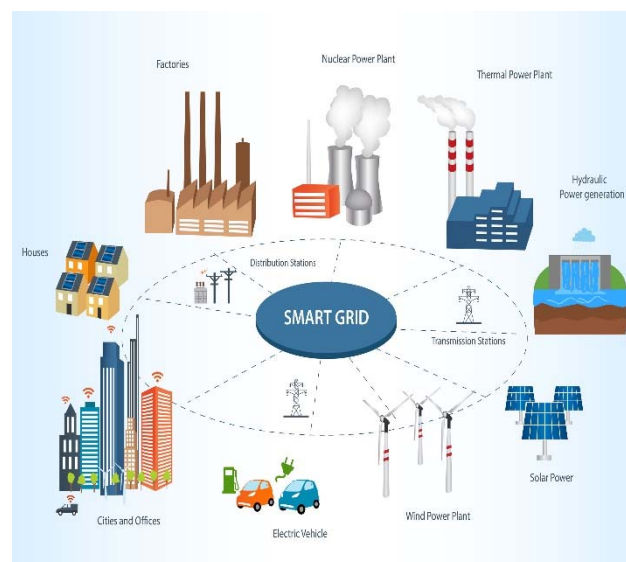 Nuclear Power Plant
Factories
Thermal Power Plant
Hydraulic
Power generation
Houses
Distribution Stations
SMART GRID
Transmission Stations
Solar Power
Wind Power Plant
Cities and Offices
Electric Vehicle